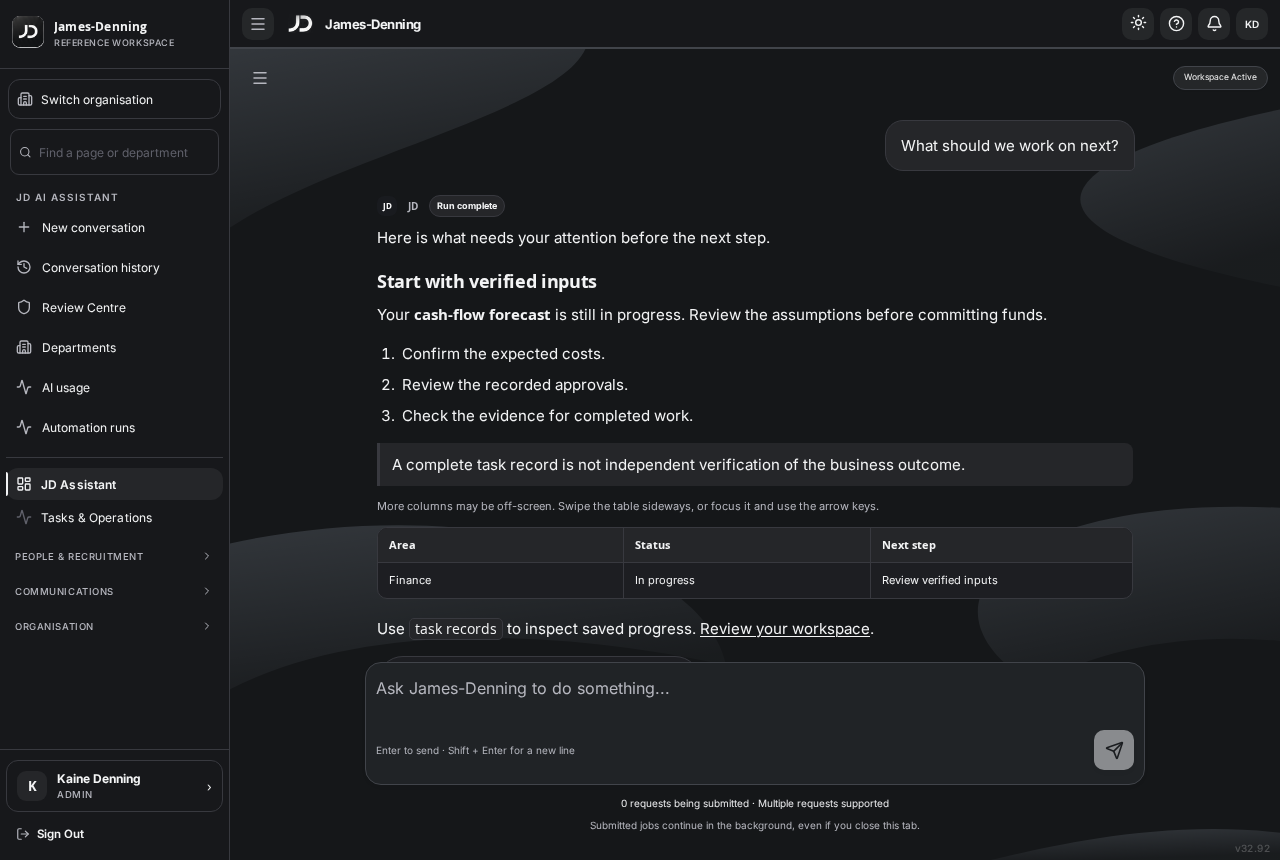 James-Denning
REFERENCE WORKSPACE
Switch organisation
Find a page or department
JD AI ASSISTANT
New conversation
Conversation history
Review Centre
Departments
AI usage
Automation runs
JD Assistant
Tasks & Operations
PEOPLE & RECRUITMENT
COMMUNICATIONS
ORGANISATION
K
Kaine Denning
ADMIN
Sign Out
JD James-Denning
KD
Workspace Active
What should we work on next?
JD JD Run complete
Here is what needs your attention before the next step.
Start with verified inputs
Your cash-flow forecast is still in progress. Review the assumptions before committing funds.
1. Confirm the expected costs.
2. Review the recorded approvals.
3. Check the evidence for completed work.
A complete task record is not independent verification of the business outcome.
More columns may be off-screen. Swipe the table sideways, or focus it and use the arrow keys.
Area Status Next step
Finance In progress Review verified inputs
Use task records to inspect saved progress. Review your workspace.
Ask James-Denning to do something...
Enter to send · Shift + Enter for a new line
0 requests being submitted · Multiple requests supported
Submitted jobs continue in the background, even if you close this tab.
v32.92